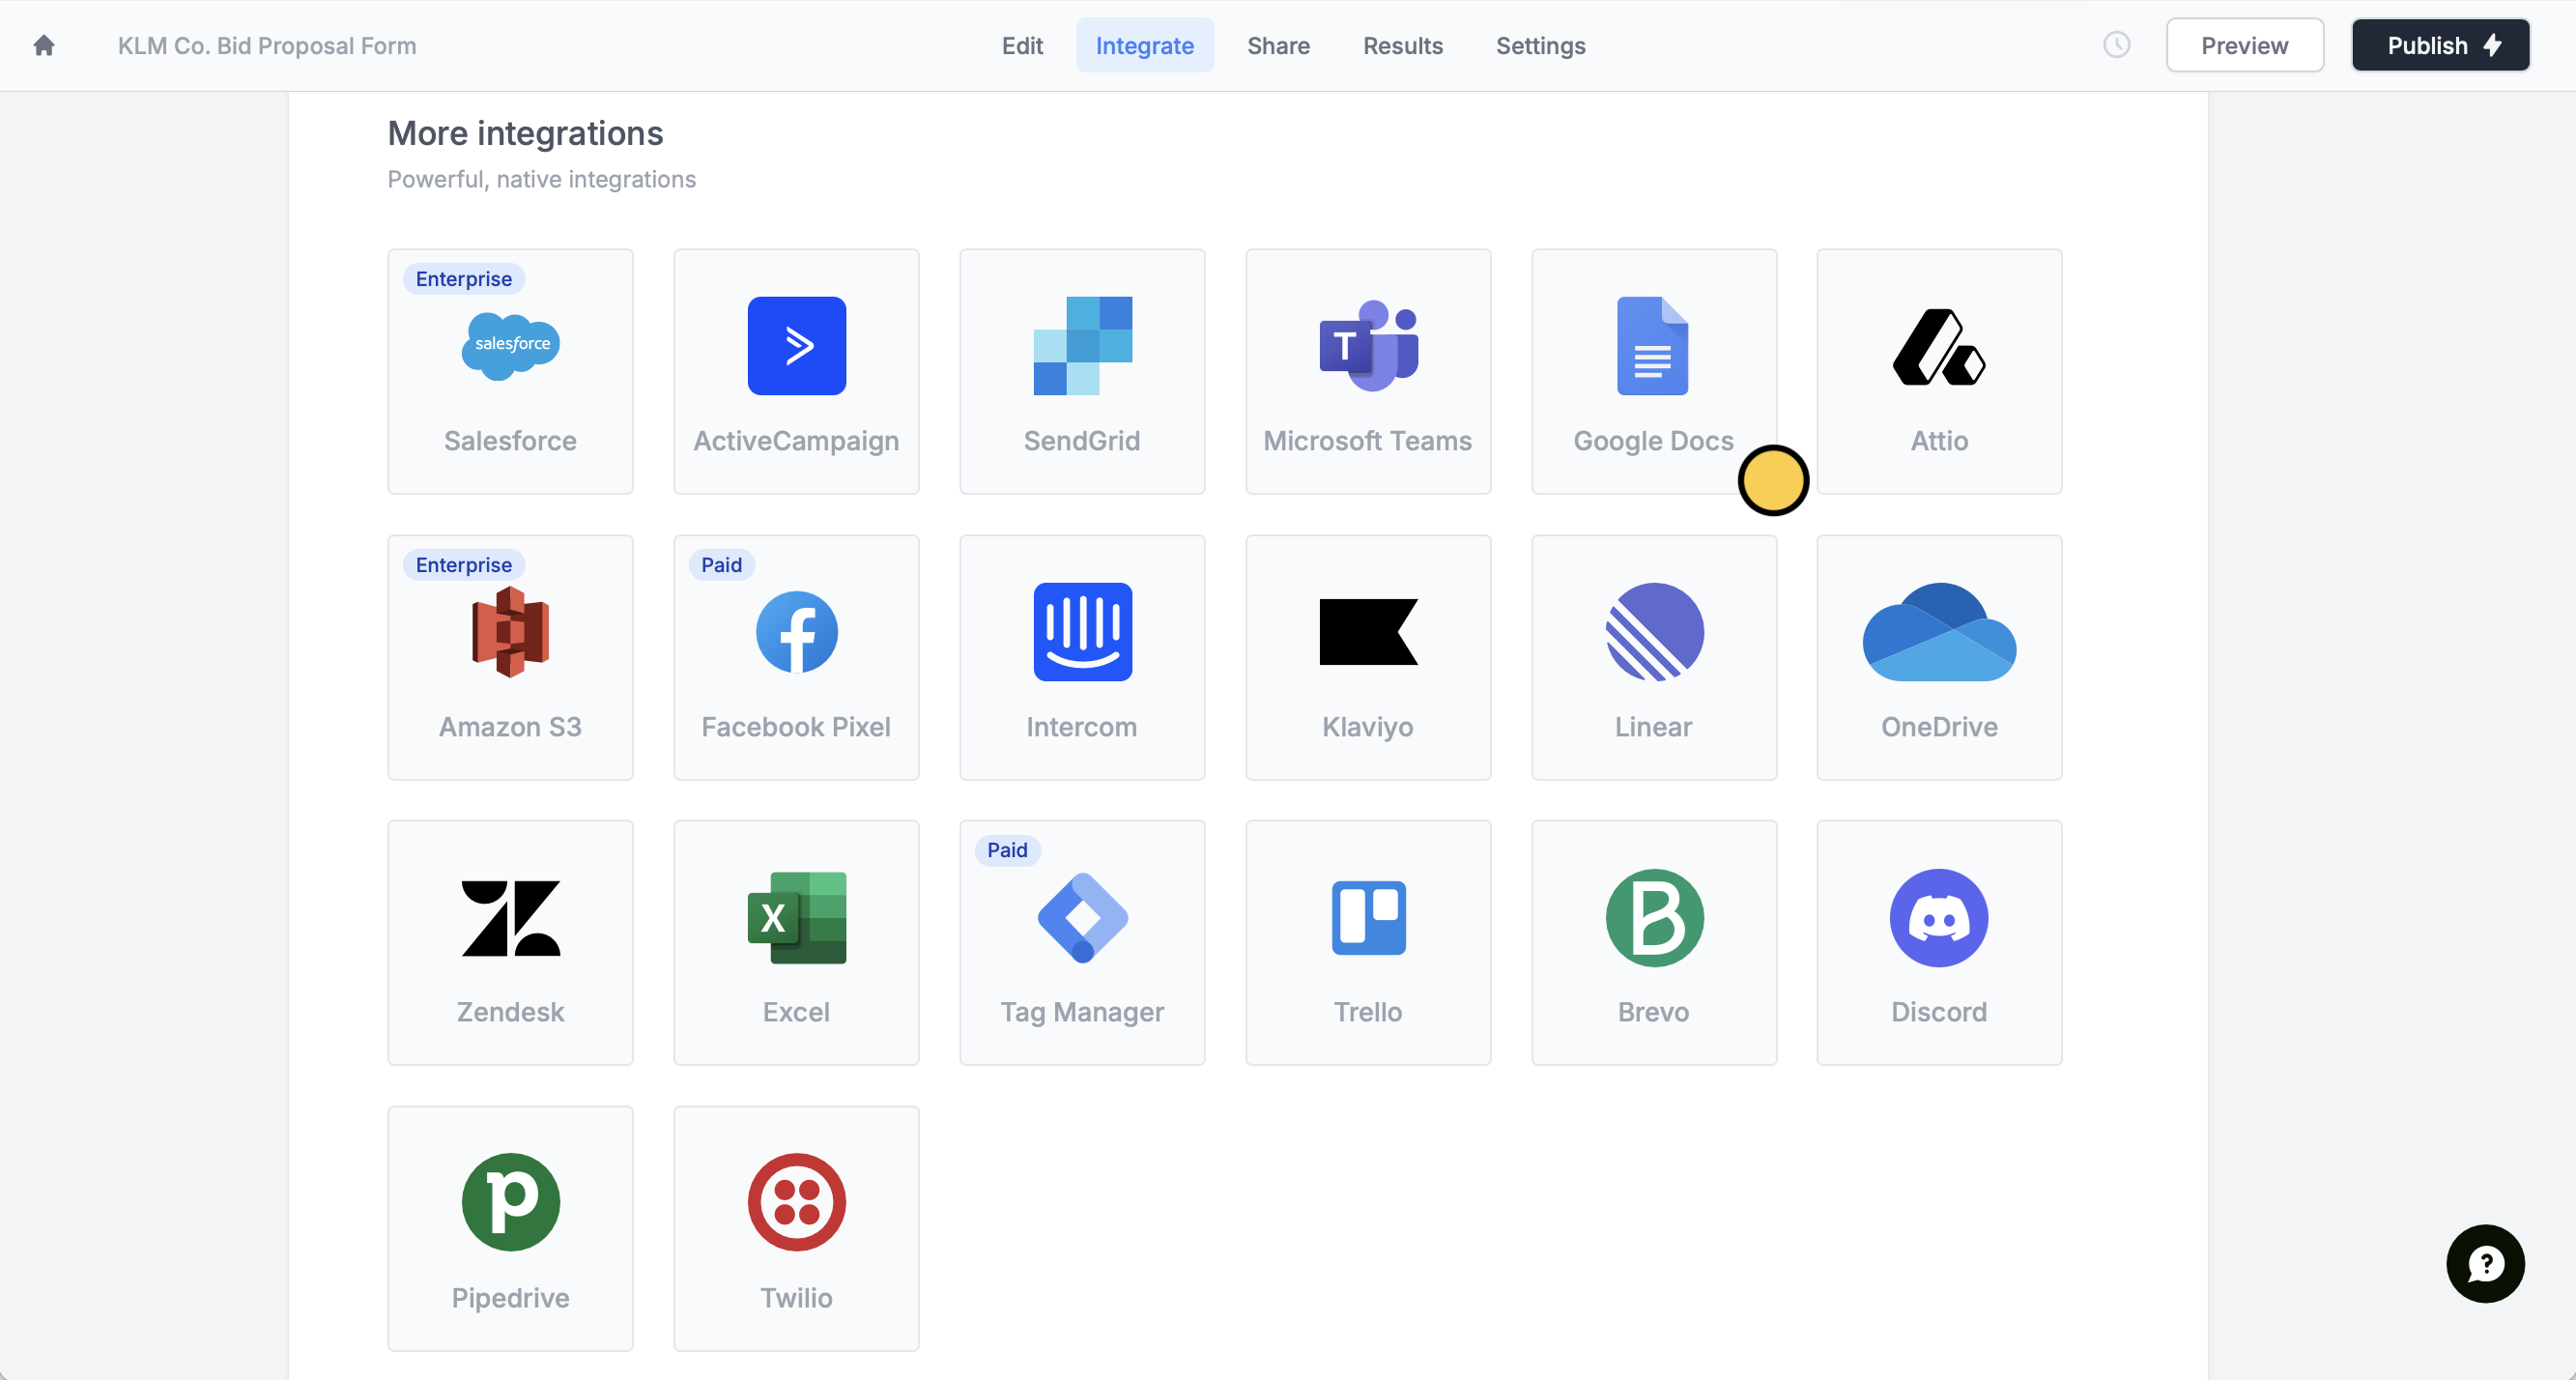 KLM Co. Bid Proposal Form
Edit
Integrate
Share
Results
Settings
Preview
Publish
More integrations
Powerful, native integrations
Enterprise
salesforce
Salesforce
ActiveCampaign
SendGrid
T
Microsoft Teams
Google Docs
Attio
Enterprise
Amazon S3
Paid
f
Facebook Pixel
Intercom
Klaviyo
Linear
OneDrive
Zendesk
X
Excel
Paid
Tag Manager
Trello
B
Brevo
Discord
p
Pipedrive
Twilio
?